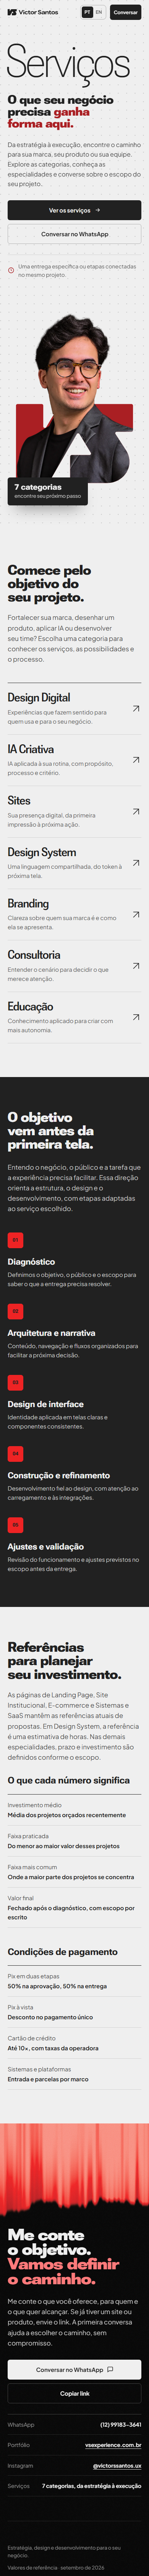 Victor Santos
PT EN
Conversar
Serviços
O que seu negócio
precisa ganha
forma aqui.
Da estratégia à execução, encontre o caminho
para sua marca, seu produto ou sua equipe.
Explore as categorias, conheça as
especialidades e converse sobre o escopo do
seu projeto.
Ver os serviços
Conversar no WhatsApp
Uma entrega específica ou etapas conectadas
no mesmo projeto.
7 categorias
encontre seu próximo passo
Comece pelo
objetivo do
seu projeto.
Fortalecer sua marca, desenhar um
produto, aplicar IA ou desenvolver
seu time? Escolha uma categoria para
conhecer os serviços, as possibilidades e
o processo.
Design Digital
Experiências que fazem sentido para
quem usa e para o seu negócio.
IA Criativa
IA aplicada à sua rotina, com propósito,
processo e critério.
Sites
Sua presença digital, da primeira
impressão à próxima ação.
Design System
Uma linguagem compartilhada, do token à
próxima tela.
Branding
Clareza sobre quem sua marca é e como
ela se apresenta.
Consultoria
Entender o cenário para decidir o que
merece atenção.
Educação
Conhecimento aplicado para criar com
mais autonomia.
O objetivo
vem antes da
primeira tela.
Entendo o negócio, o público e a tarefa que
a experiência precisa facilitar. Essa direção
orienta a estrutura, o design e o
desenvolvimento, com etapas adaptadas
ao serviço escolhido.
01
Diagnóstico
Definimos o objetivo, o público e o escopo para
saber o que a entrega precisa resolver.
02
Arquitetura e narrativa
Conteúdo, navegação e fluxos organizados para
facilitar a próxima decisão.
03
Design de interface
Identidade aplicada em telas claras e
componentes consistentes.
04
Construção e refinamento
Desenvolvimento fiel ao design, com atenção ao
carregamento e às integrações.
05
Ajustes e validação
Revisão do funcionamento e ajustes previstos no
escopo antes da entrega.
Referências
para planejar
seu investimento.
As páginas de Landing Page, Site
Institucional, E-commerce e Sistemas e
SaaS mantêm as referências atuais de
propostas. Em Design System, a referência
é uma estimativa de horas. Nas demais
especialidades, prazo e investimento são
definidos conforme o escopo.
O que cada número significa
Investimento médio
Média dos projetos orçados recentemente
Faixa praticada
Do menor ao maior valor desses projetos
Faixa mais comum
Onde a maior parte dos projetos se concentra
Valor final
Fechado após o diagnóstico, com escopo por
escrito
Condições de pagamento
Pix em duas etapas
50% na aprovação, 50% na entrega
Pix à vista
Desconto no pagamento único
Cartão de crédito
Até 10×, com taxas da operadora
Sistemas e plataformas
Entrada e parcelas por marco
Me conte
o objetivo.
Vamos definir
o caminho.
Me conte o que você oferece, para quem e
o que quer alcançar. Se já tiver um site ou
produto, envie o link. A primeira conversa
ajuda a escolher o caminho, sem
compromisso.
Conversar no WhatsApp
Copiar link
WhatsApp (12) 99183-3641
Portfólio vsexperience.com.br
Instagram @victorssantos.ux
Serviços 7 categorias, da estratégia à execução
Estratégia, design e desenvolvimento para o seu
negócio.
Valores de referência · setembro de 2026